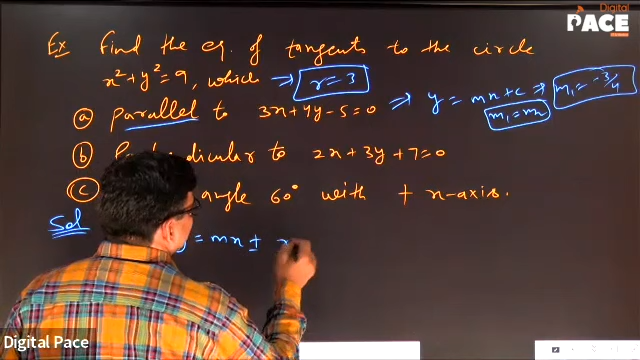 Digital
PACE
Ex Find the eq. of tangents to the circle
x² + y² = 9, which → r = 3
(a) parallel to 3x + 4y - 5 = 0 ⇒ y = mx + c ⇒ m₁ = -3/4
m₁ = m₂
(b) to 2x + 3y + 7 = 0
(c) angle 60° with + x-axis.
Sol
= mx ±
Digital Pace